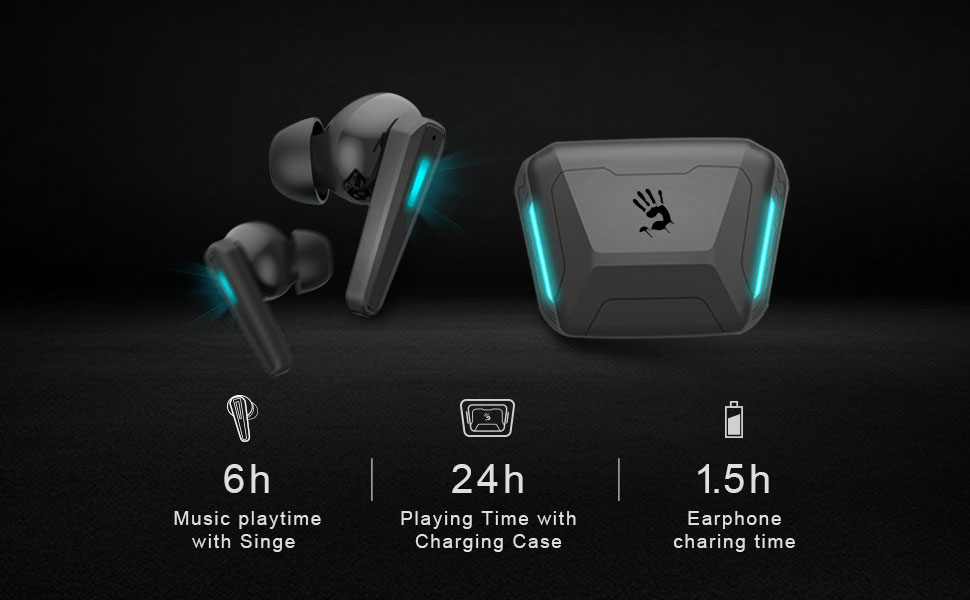 6h
Music playtime
with Singe
24h
Playing Time with
Charging Case
1.5h
Earphone
charing time